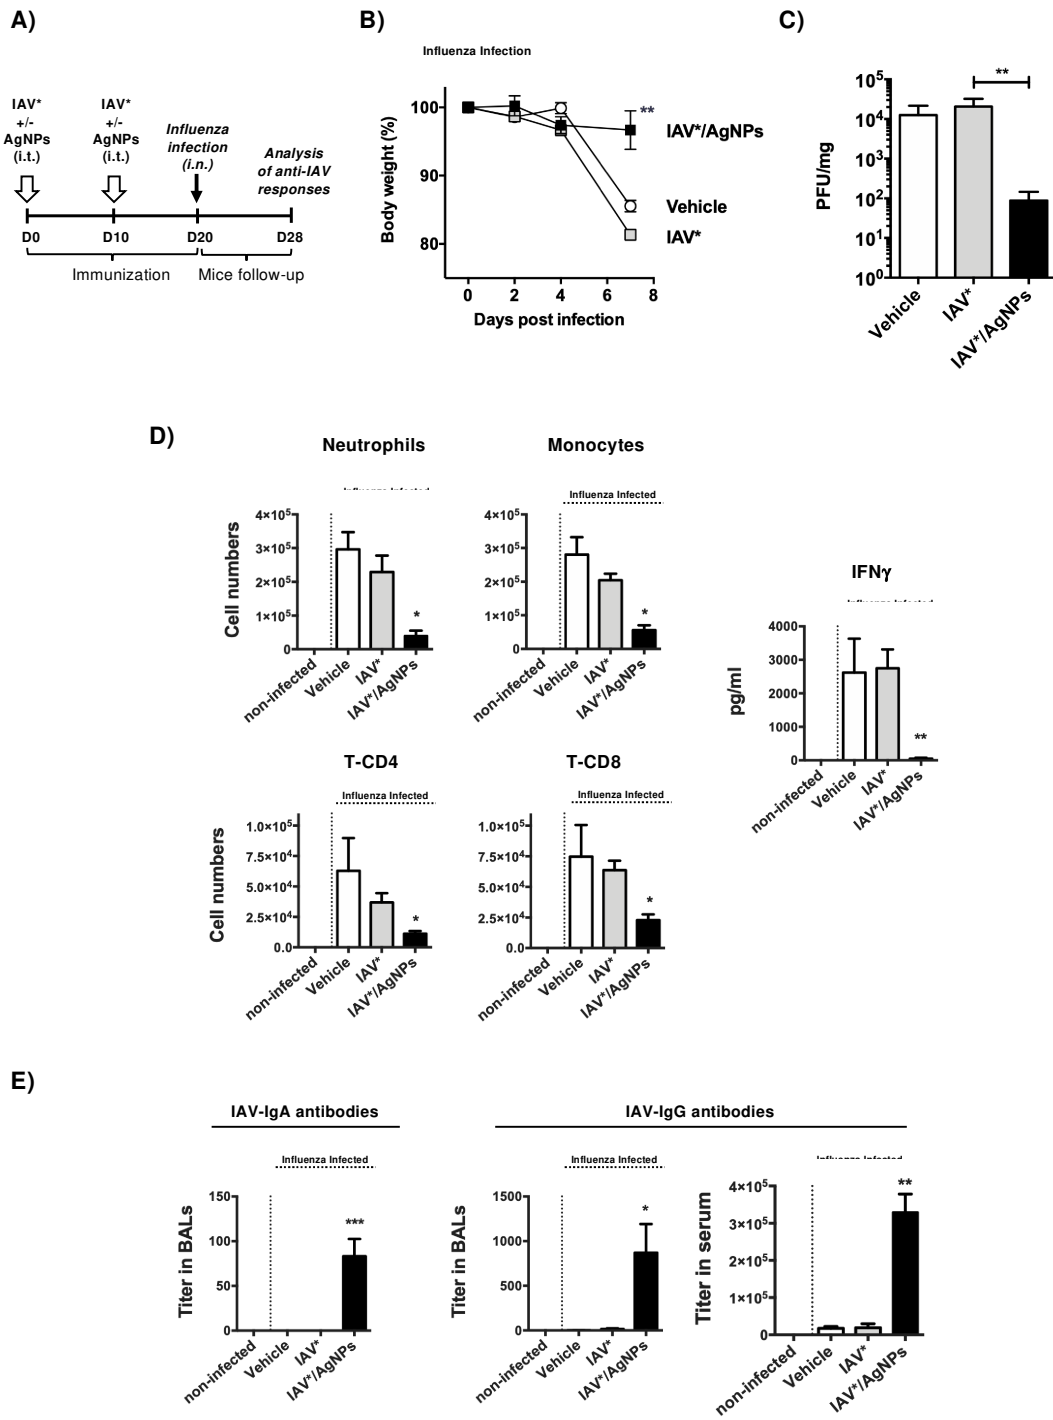 A)
IAV*
+/-
AgNPs
(i.t.)
IAV*
+/-
AgNPs
(i.t.)
Influenza
infection
(i.n.)
Analysis
of anti-IAV
responses
D0 D10 D20 D28
Immunization Mice follow-up
B)
Influenza Infection
Body weight (%)
100
90
80
**
IAV*/AgNPs
Vehicle
IAV*
0 2 4 6 8
Days post infection
C)
PFU/mg
10⁵
10⁴
10³
10²
10¹
10⁰
**
Vehicle
IAV*
IAV*/AgNPs
D)
Neutrophils
Cell numbers
4×10⁵
3×10⁵
2×10⁵
1×10⁵
0
*
non-infected
Vehicle
IAV*
IAV*/AgNPs
Monocytes
Influenza Infected
4×10⁵
3×10⁵
2×10⁵
1×10⁵
0
*
non-infected
Vehicle
IAV*
IAV*/AgNPs
IFNγ
pg/ml
4000
3000
2000
1000
0
**
non-infected
Vehicle
IAV*
IAV*/AgNPs
T-CD4
Influenza Infected
Cell numbers
1.0×10⁵
7.5×10⁴
5.0×10⁴
2.5×10⁴
0.0
*
non-infected
Vehicle
IAV*
IAV*/AgNPs
T-CD8
Influenza Infected
1.0×10⁵
7.5×10⁴
5.0×10⁴
2.5×10⁴
0.0
*
non-infected
Vehicle
IAV*
IAV*/AgNPs
E)
IAV-IgA antibodies
Influenza Infected
Titer in BALs
150
100
50
0
***
non-infected
Vehicle
IAV*
IAV*/AgNPs
IAV-IgG antibodies
Influenza Infected
Titer in BALs
1500
1000
500
0
*
non-infected
Vehicle
IAV*
IAV*/AgNPs
Titer in serum
4×10⁵
3×10⁵
2×10⁵
1×10⁵
0
**
non-infected
Vehicle
IAV*
IAV*/AgNPs